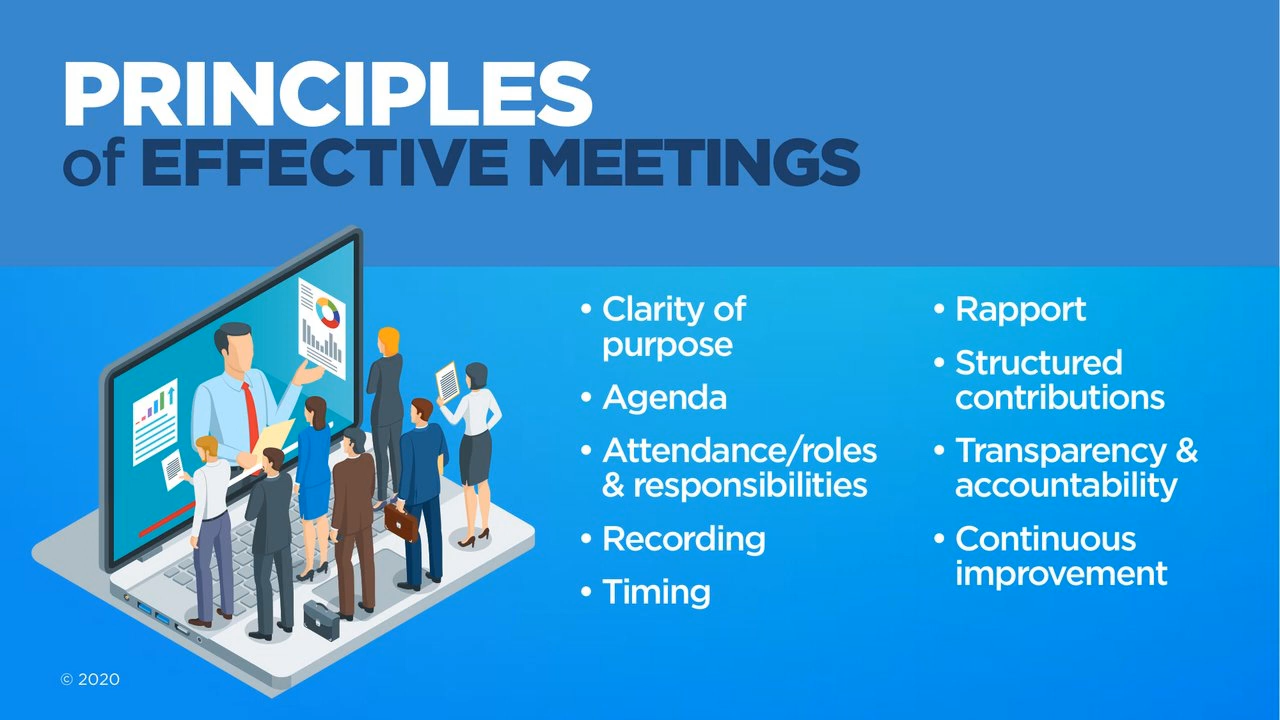 PRINCIPLES
of EFFECTIVE MEETINGS
• Clarity of
purpose
• Agenda
• Attendance/roles
& responsibilities
• Recording
• Timing
• Rapport
• Structured
contributions
• Transparency &
accountability
• Continuous
improvement
© 2020